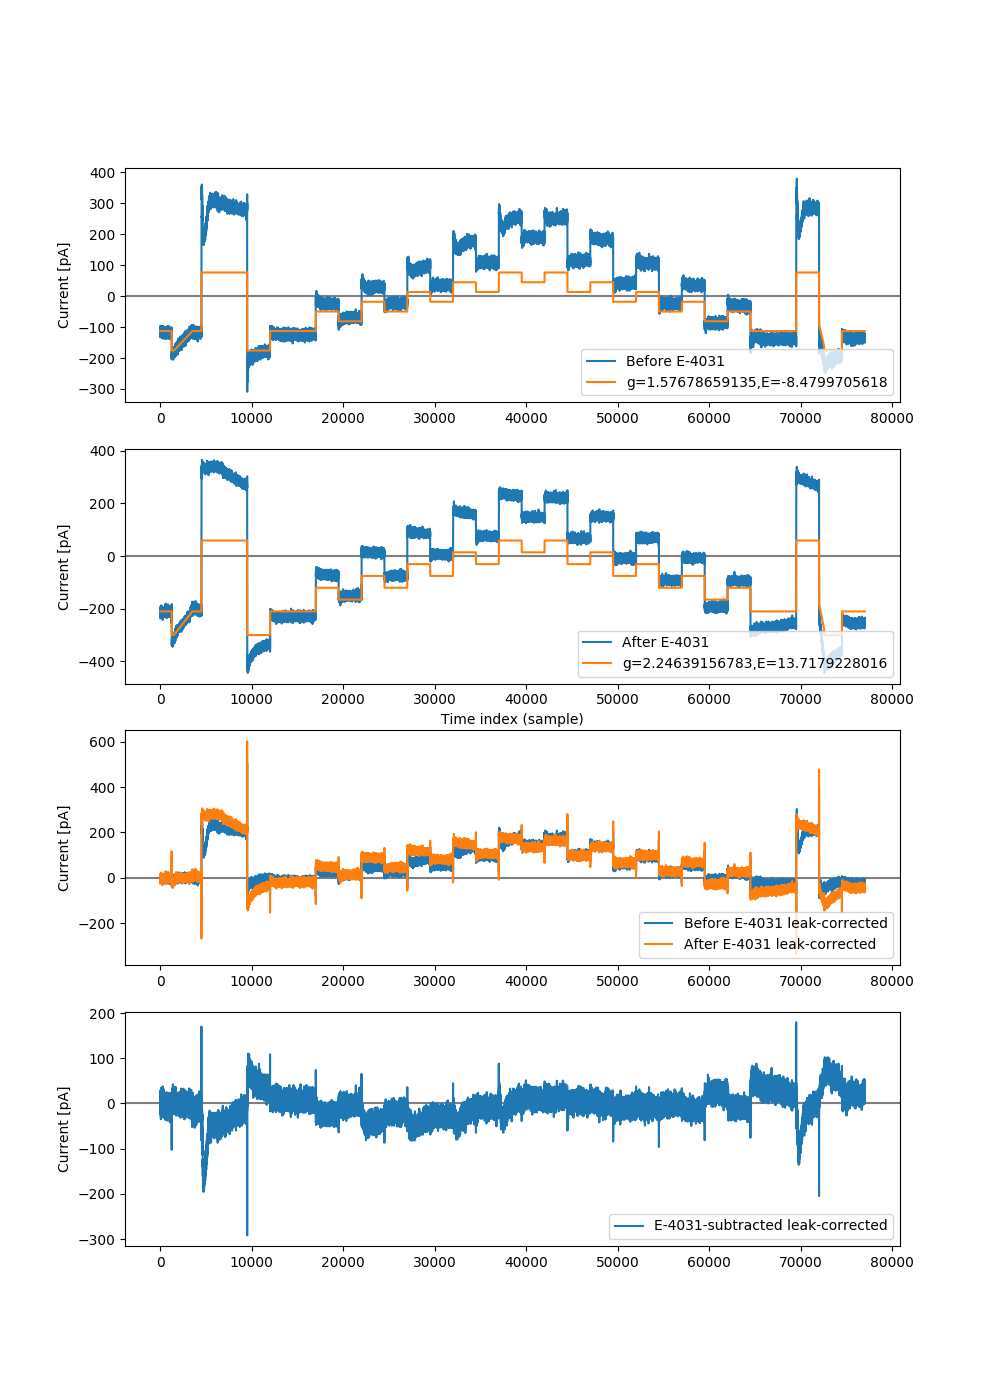 400
300
200
100
0
−100
−200
−300
Current [pA]
Before E-4031
g=1.57678659135,E=-8.4799705618
0 10000 20000 30000 40000 50000 60000 70000 80000
400
200
0
−200
−400
Current [pA]
After E-4031
g=2.24639156783,E=13.7179228016
0 10000 20000 30000 40000 50000 60000 70000 80000
Time index (sample)
600
400
200
0
−200
Current [pA]
Before E-4031 leak-corrected
After E-4031 leak-corrected
0 10000 20000 30000 40000 50000 60000 70000 80000
200
100
0
−100
−200
−300
Current [pA]
E-4031-subtracted leak-corrected
0 10000 20000 30000 40000 50000 60000 70000 80000